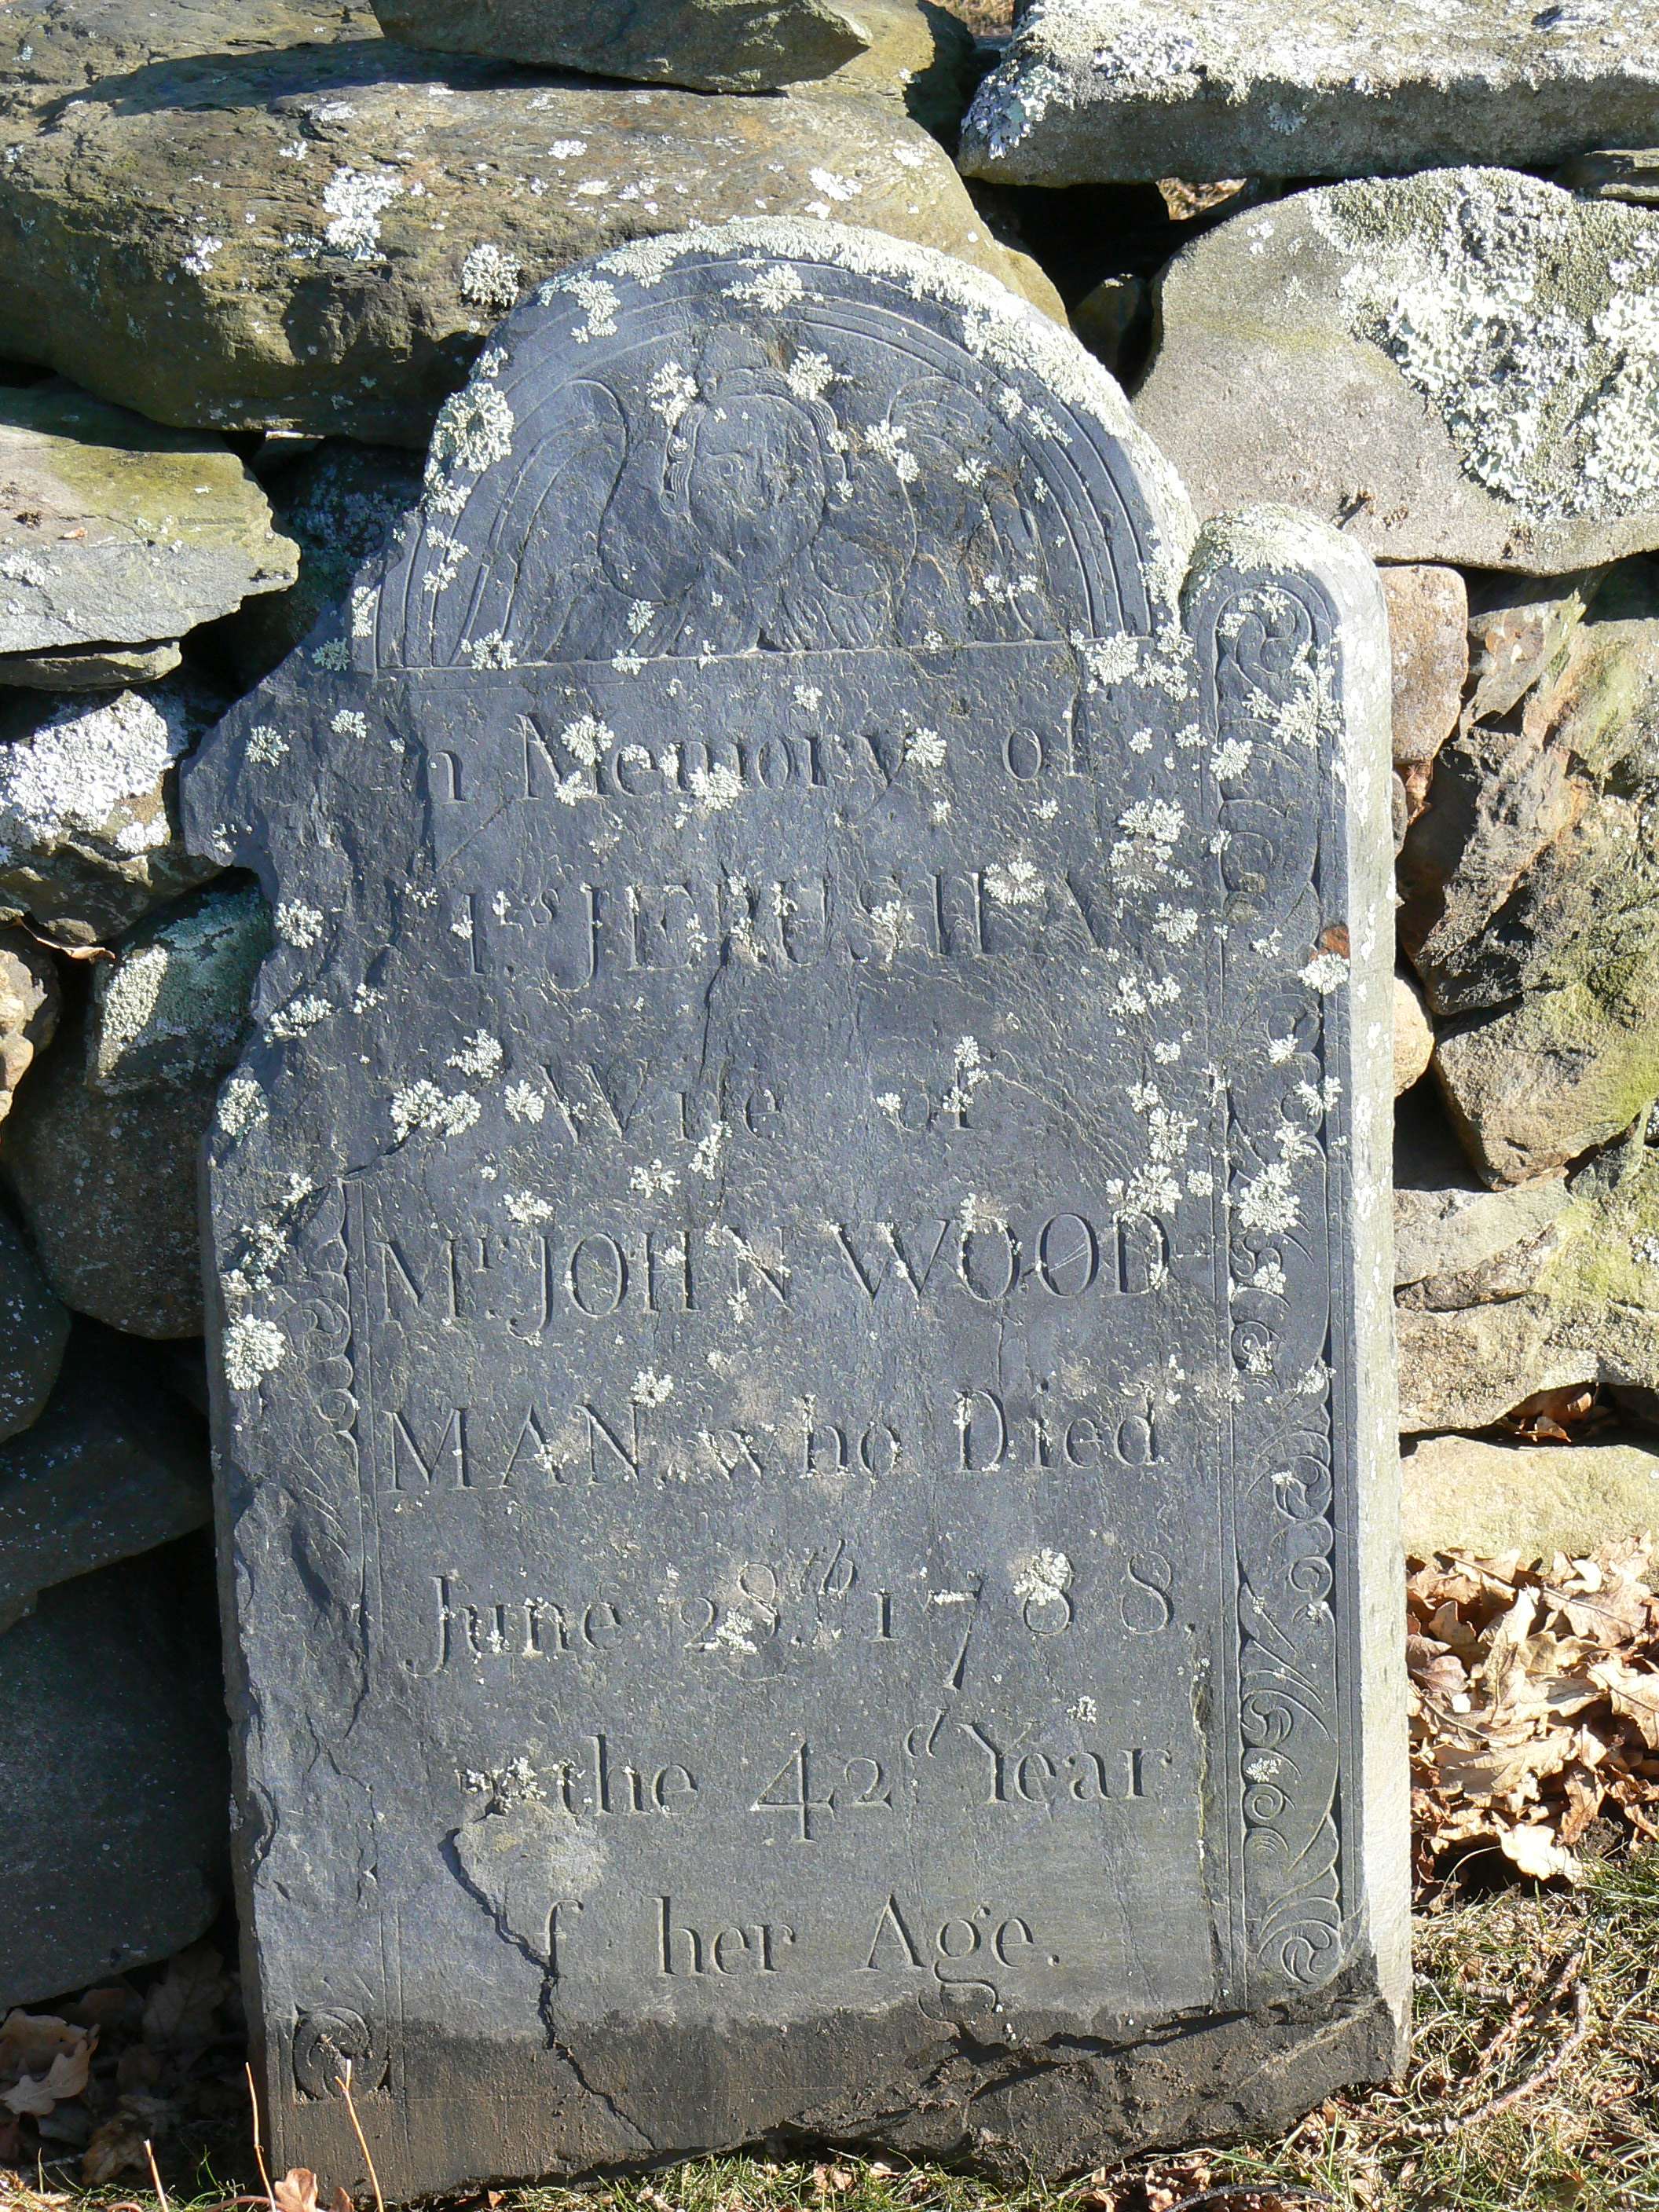 n Memory of
rs JERUSHA
Wife of
Mr. JOHN WOOD
MAN, who Died
June 28th, 1788,
the 42d Year
f her Age.